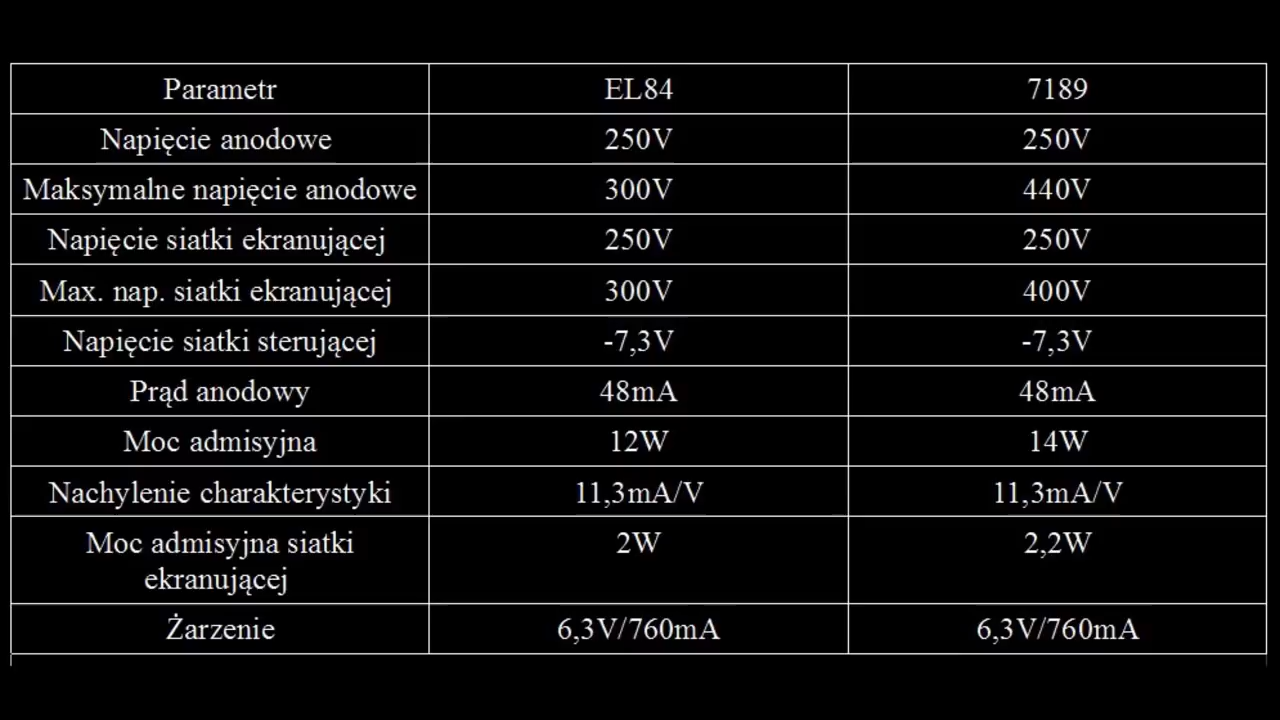 Parametr EL84 7189
Napięcie anodowe 250V 250V
Maksymalne napięcie anodowe 300V 440V
Napięcie siatki ekranującej 250V 250V
Max. nap. siatki ekranującej 300V 400V
Napięcie siatki sterującej -7,3V -7,3V
Prąd anodowy 48mA 48mA
Moc admisyjna 12W 14W
Nachylenie charakterystyki 11,3mA/V 11,3mA/V
Moc admisyjna siatki 2W 2,2W
ekranującej
Żarzenie 6,3V/760mA 6,3V/760mA